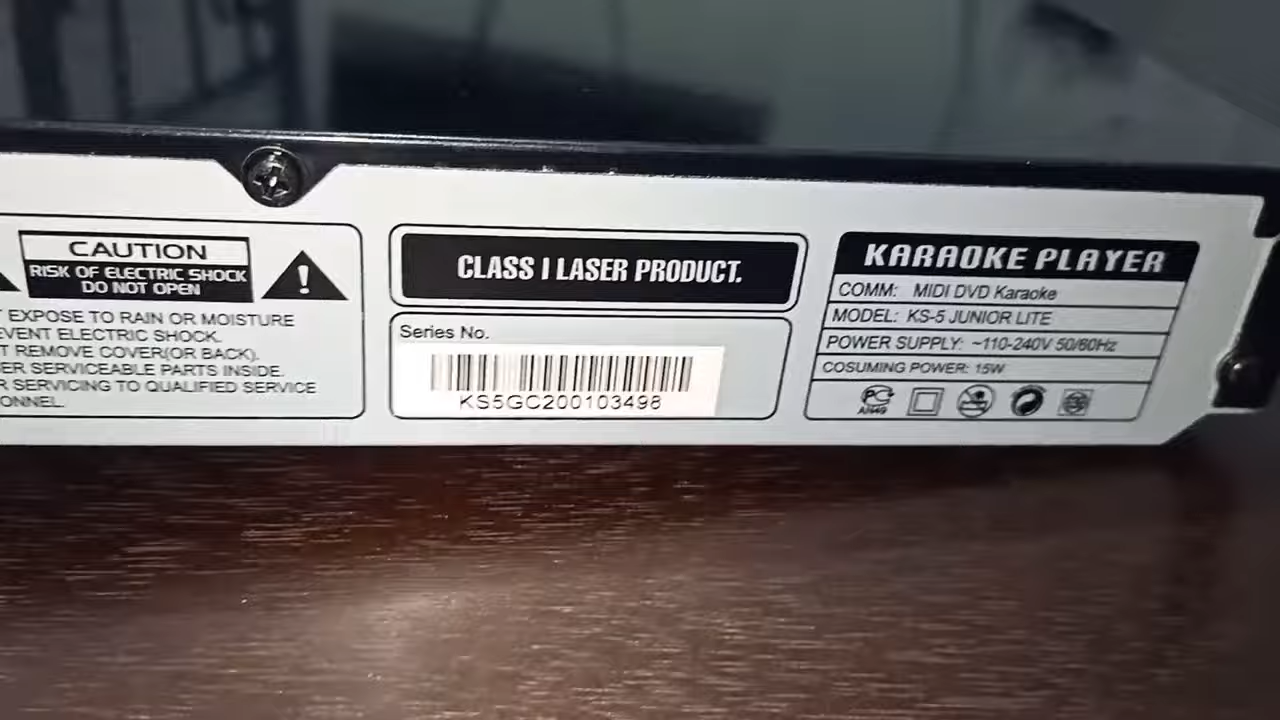 CAUTION
RISK OF ELECTRIC SHOCK
DO NOT OPEN
EXPOSE TO RAIN OR MOISTURE
ELECTRIC SHOCK.
REMOVE COVER(OR BACK).
SERVICEABLE PARTS INSIDE.
SERVICING TO QUALIFIED SERVICE
CLASS I LASER PRODUCT.
Series No.
KS5GC200103498
KARAOKE PLAYER
COMM: MIDI DVD Karaoke
MODEL: KS-5 JUNIOR LITE
POWER SUPPLY: ~110-240V 50/60Hz
COSUMING POWER: 15W